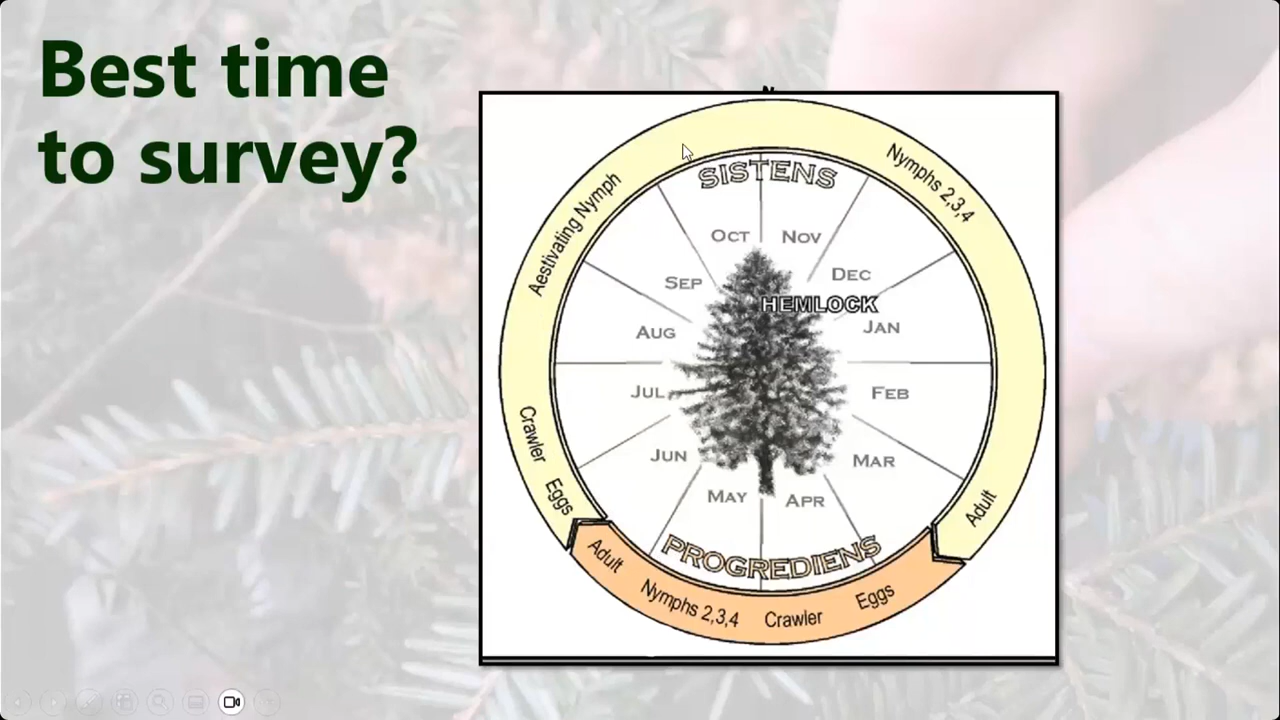 Best time
to survey?
SISTENS
Nymphs 2,3,4
Aestivating Nymph
OCT
NOV
SEP
DEC
HEMLOCK
AUG
JAN
JUL
FEB
JUN
MAR
MAY
APR
Crawler
Eggs
Adult
PROGREDIENS
Adult
Nymphs 2,3,4
Crawler
Eggs